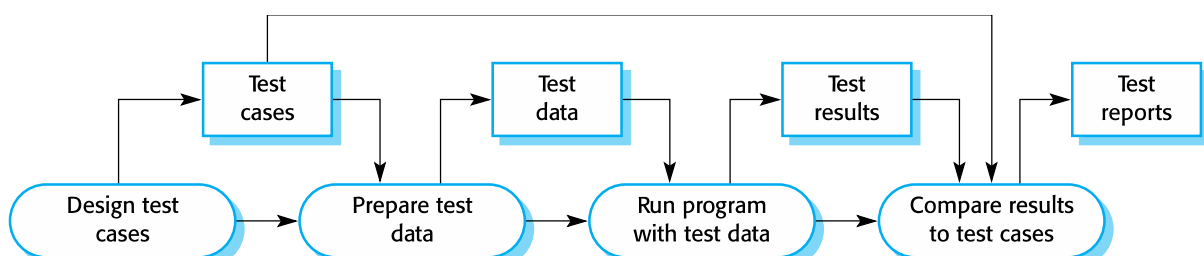 Test
cases
Test
data
Test
results
Test
reports
Design test
cases
Prepare test
data
Run program
with test data
Compare results
to test cases